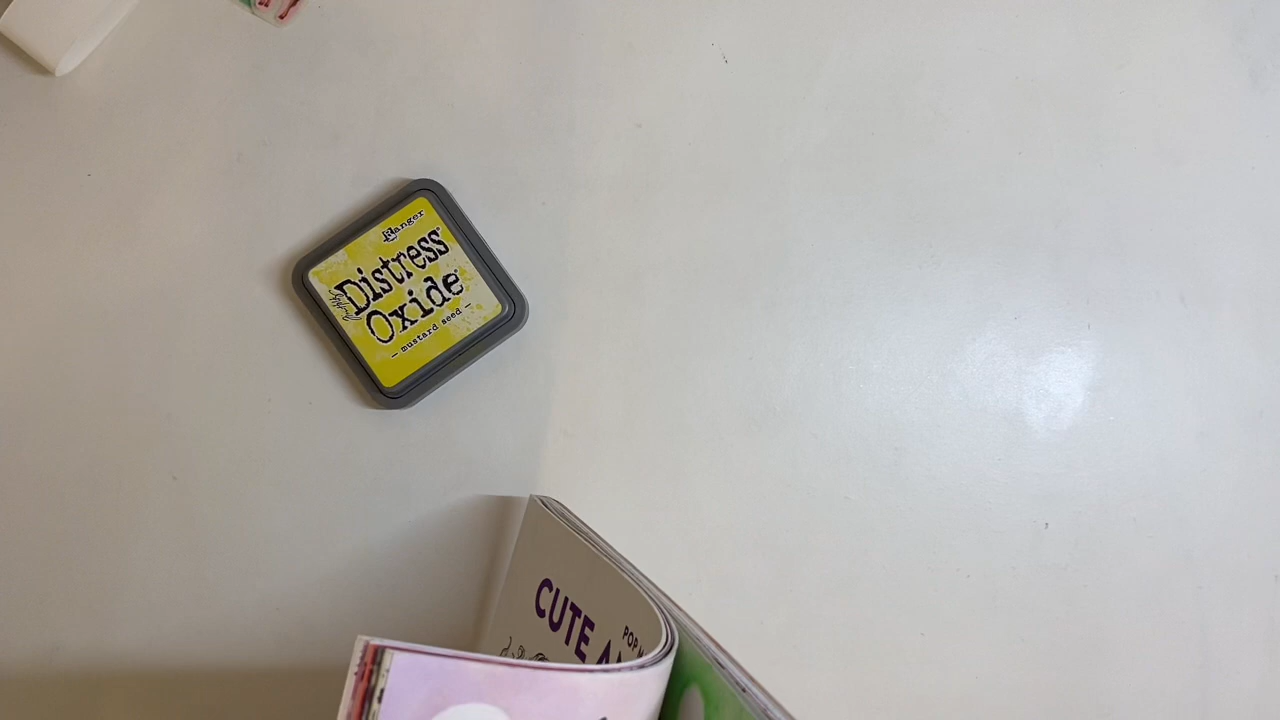 Ranger
Distress
Oxide
— mustard seed —
CUTE
POP